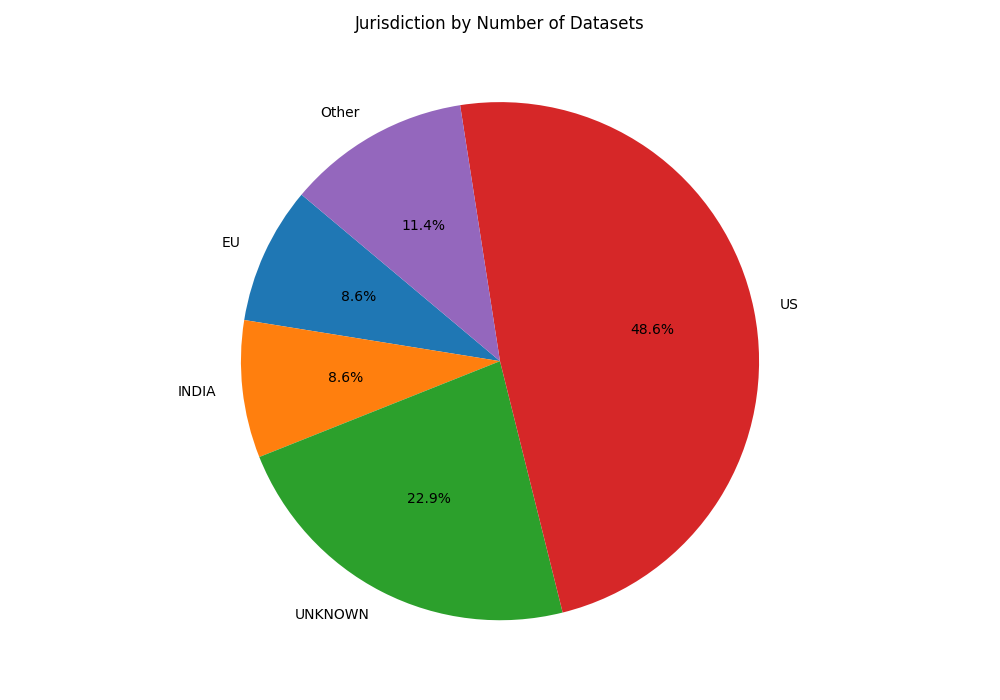 Jurisdiction by Number of Datasets
Other
11.4%
EU
8.6%
US
48.6%
INDIA
8.6%
22.9%
UNKNOWN